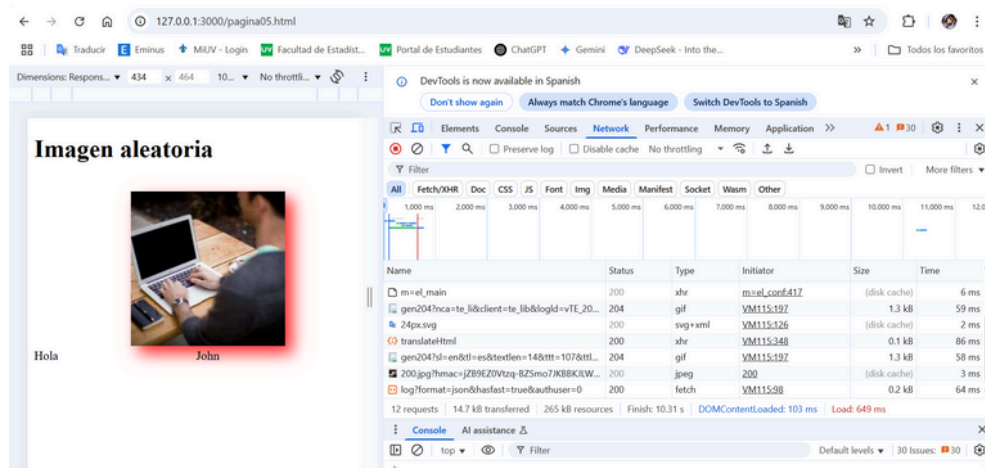 127.0.0.1:3000/pagina05.html
Traducir Eminus MiUV - Login Facultad de Estadíst... Portal de Estudiantes ChatGPT Gemini DeepSeek - Into the... » Todos los favoritos
Dimensions: Respons... 434 x 464 10... No throttli...
DevTools is now available in Spanish
Don't show again Always match Chrome's language Switch DevTools to Spanish
Elements Console Sources Network Performance Memory Application 1 30
Preserve log Disable cache No throttling
Filter Invert More filters
All Fetch/XHR Doc CSS JS Font Img Media Manifest Socket Wasm Other
1,000 ms 2,000 ms 3,000 ms 4,000 ms 5,000 ms 6,000 ms 7,000 ms 8,000 ms 9,000 ms 10,000 ms 11,000 ms 12,0
Name Status Type Initiator Size Time
m=el_main 200 xhr m=el_conf:417 (disk cache) 6 ms
gen204?nca=te_li&client=te_lib&logld=vTE_20... 204 gif VM115:197 1.3 kB 59 ms
24px.svg 200 svg+xml VM115:126 (disk cache) 2 ms
translateHtml 200 xhr VM115:348 0.1 kB 86 ms
gen204?sl=en&tl=es&textlen=14&ttt=107&ttl... 204 gif VM115:197 1.3 kB 58 ms
200.jpg?hmac=jZB9EZ0Vtzq-BZSmo7JKBBKJLW... 200 jpeg 200 (disk cache) 3 ms
log?format=json&hasfast=true&authuser=0 200 fetch VM115:98 0.2 kB 64 ms
12 requests 14.7 kB transferred 265 kB resources Finish: 10.31 s DOMContentLoaded: 103 ms Load: 649 ms
Console AI assistance
top Filter Default levels 30 Issues: 30
Imagen aleatoria
Hola John